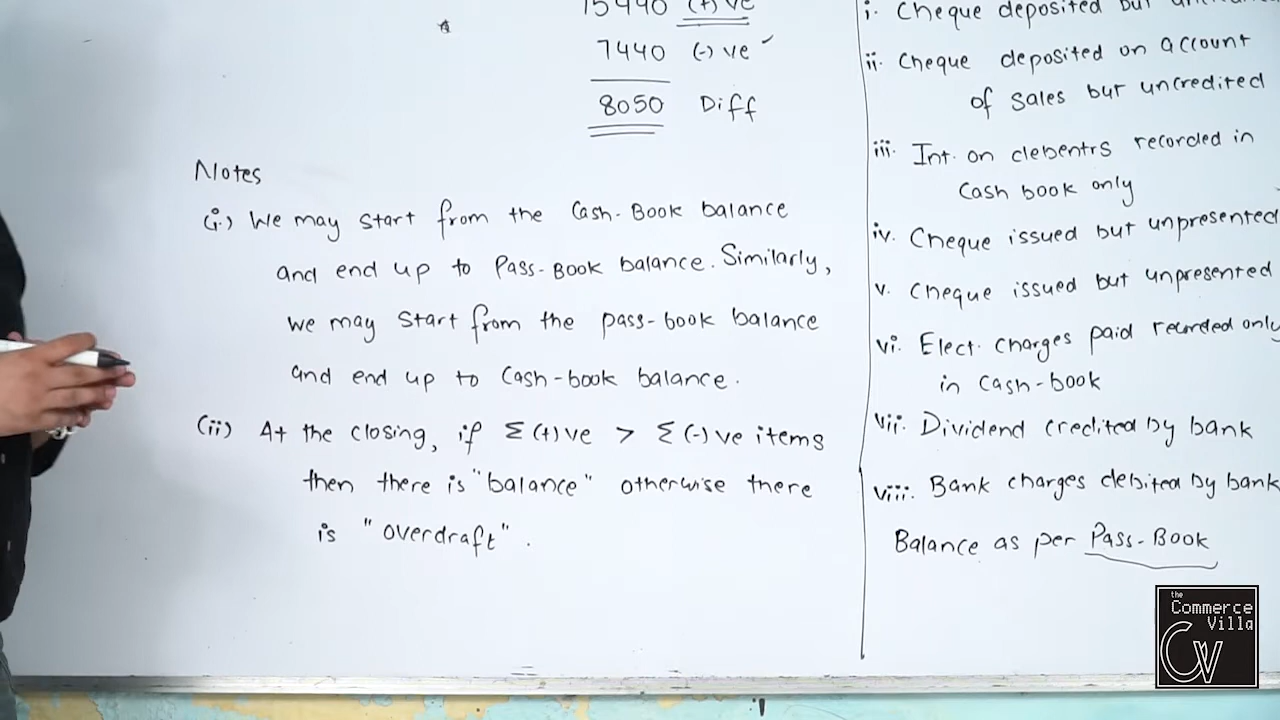 15490 (+)ve
7440 (-)ve
8050 Diff
Notes
(i.) We may start from the Cash-Book balance
and end up to Pass-Book balance. Similarly,
we may start from the pass-book balance
and end up to Cash-book balance.
(ii) At the closing, if Σ(+)ve > Σ(-)ve items
then there is "balance" otherwise there
is "overdraft".
i. Cheque deposited but
ii. Cheque deposited on account
of sales but uncredited
iii. Int. on debentrs recorded in
Cash book only
iv. Cheque issued but unpresented
v. Cheque issued but unpresented
vi. Elect. charges paid recorded only
in Cash-book
vii. Dividend credited by bank
viii. Bank charges debited by bank
Balance as per Pass-Book
the
Commerce
Villa
CV